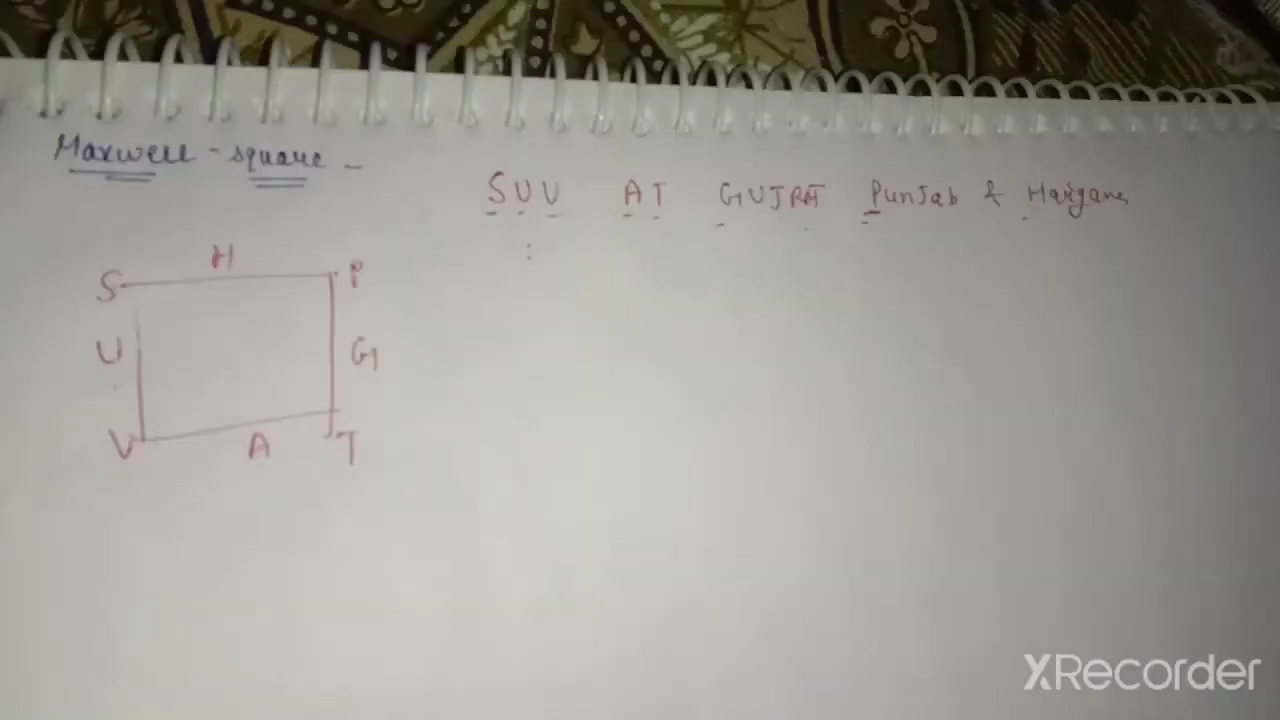 Maxwell - square -
SUV AT GUJRAT Punjab & Haryana
H
S P
U G
V A T
XRecorder